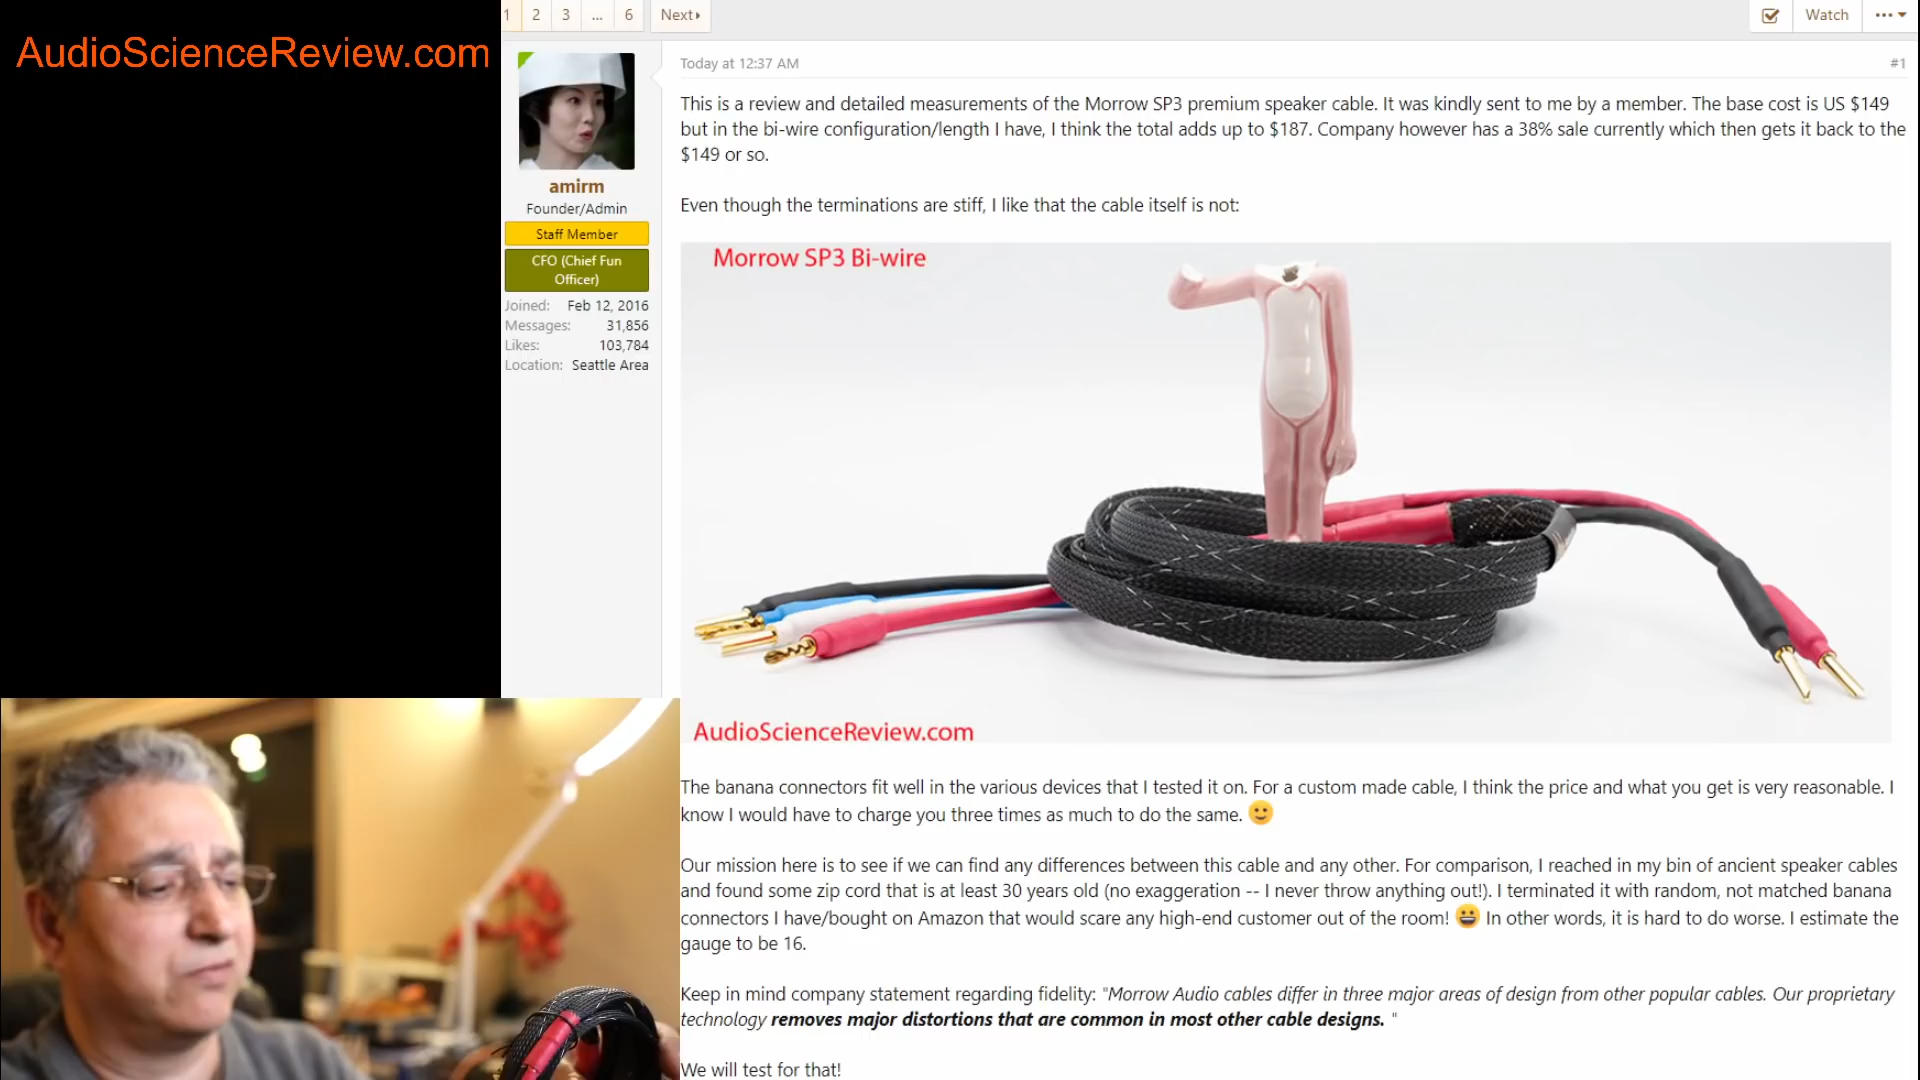 AudioScienceReview.com
1 2 3 ... 6 Next Watch
amirm
Founder/Admin
Staff Member
CFO (Chief Fun
Officer)
Joined: Feb 12, 2016
Messages: 31,856
Likes: 103,784
Location: Seattle Area
Today at 12:37 AM #1
This is a review and detailed measurements of the Morrow SP3 premium speaker cable. It was kindly sent to me by a member. The base cost is US $149
but in the bi-wire configuration/length I have, I think the total adds up to $187. Company however has a 38% sale currently which then gets it back to the
$149 or so.
Even though the terminations are stiff, I like that the cable itself is not:
Morrow SP3 Bi-wire
AudioScienceReview.com
The banana connectors fit well in the various devices that I tested it on. For a custom made cable, I think the price and what you get is very reasonable. I
know I would have to charge you three times as much to do the same. 🙂
Our mission here is to see if we can find any differences between this cable and any other. For comparison, I reached in my bin of ancient speaker cables
and found some zip cord that is at least 30 years old (no exaggeration -- I never throw anything out!). I terminated it with random, not matched banana
connectors I have/bought on Amazon that would scare any high-end customer out of the room! 😀 In other words, it is hard to do worse. I estimate the
gauge to be 16.
Keep in mind company statement regarding fidelity: "Morrow Audio cables differ in three major areas of design from other popular cables. Our proprietary
technology removes major distortions that are common in most other cable designs. "
We will test for that!